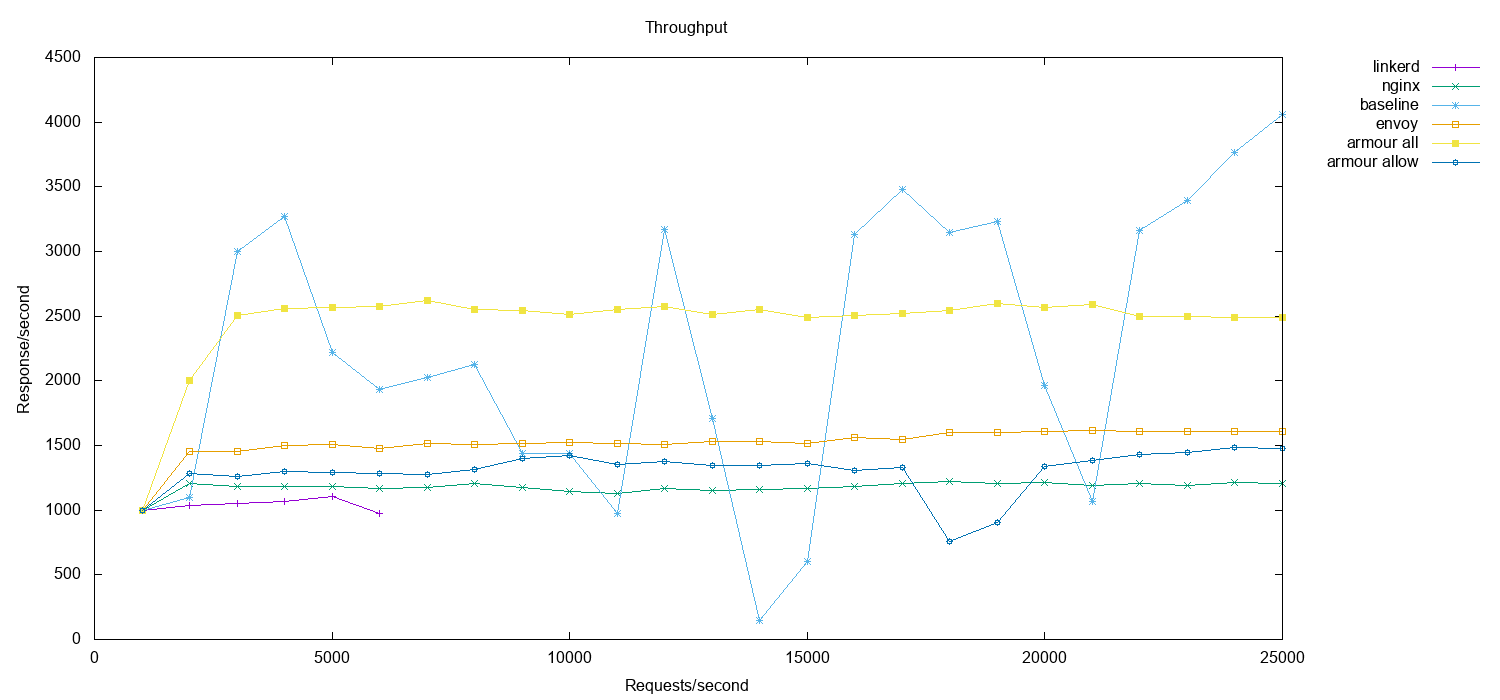 Throughput
4500
4000
3500
3000
2500
2000
1500
1000
500
0
Response/second
0 5000 10000 15000 20000 25000
Requests/second
linkerd
nginx
baseline
envoy
armour all
armour allow